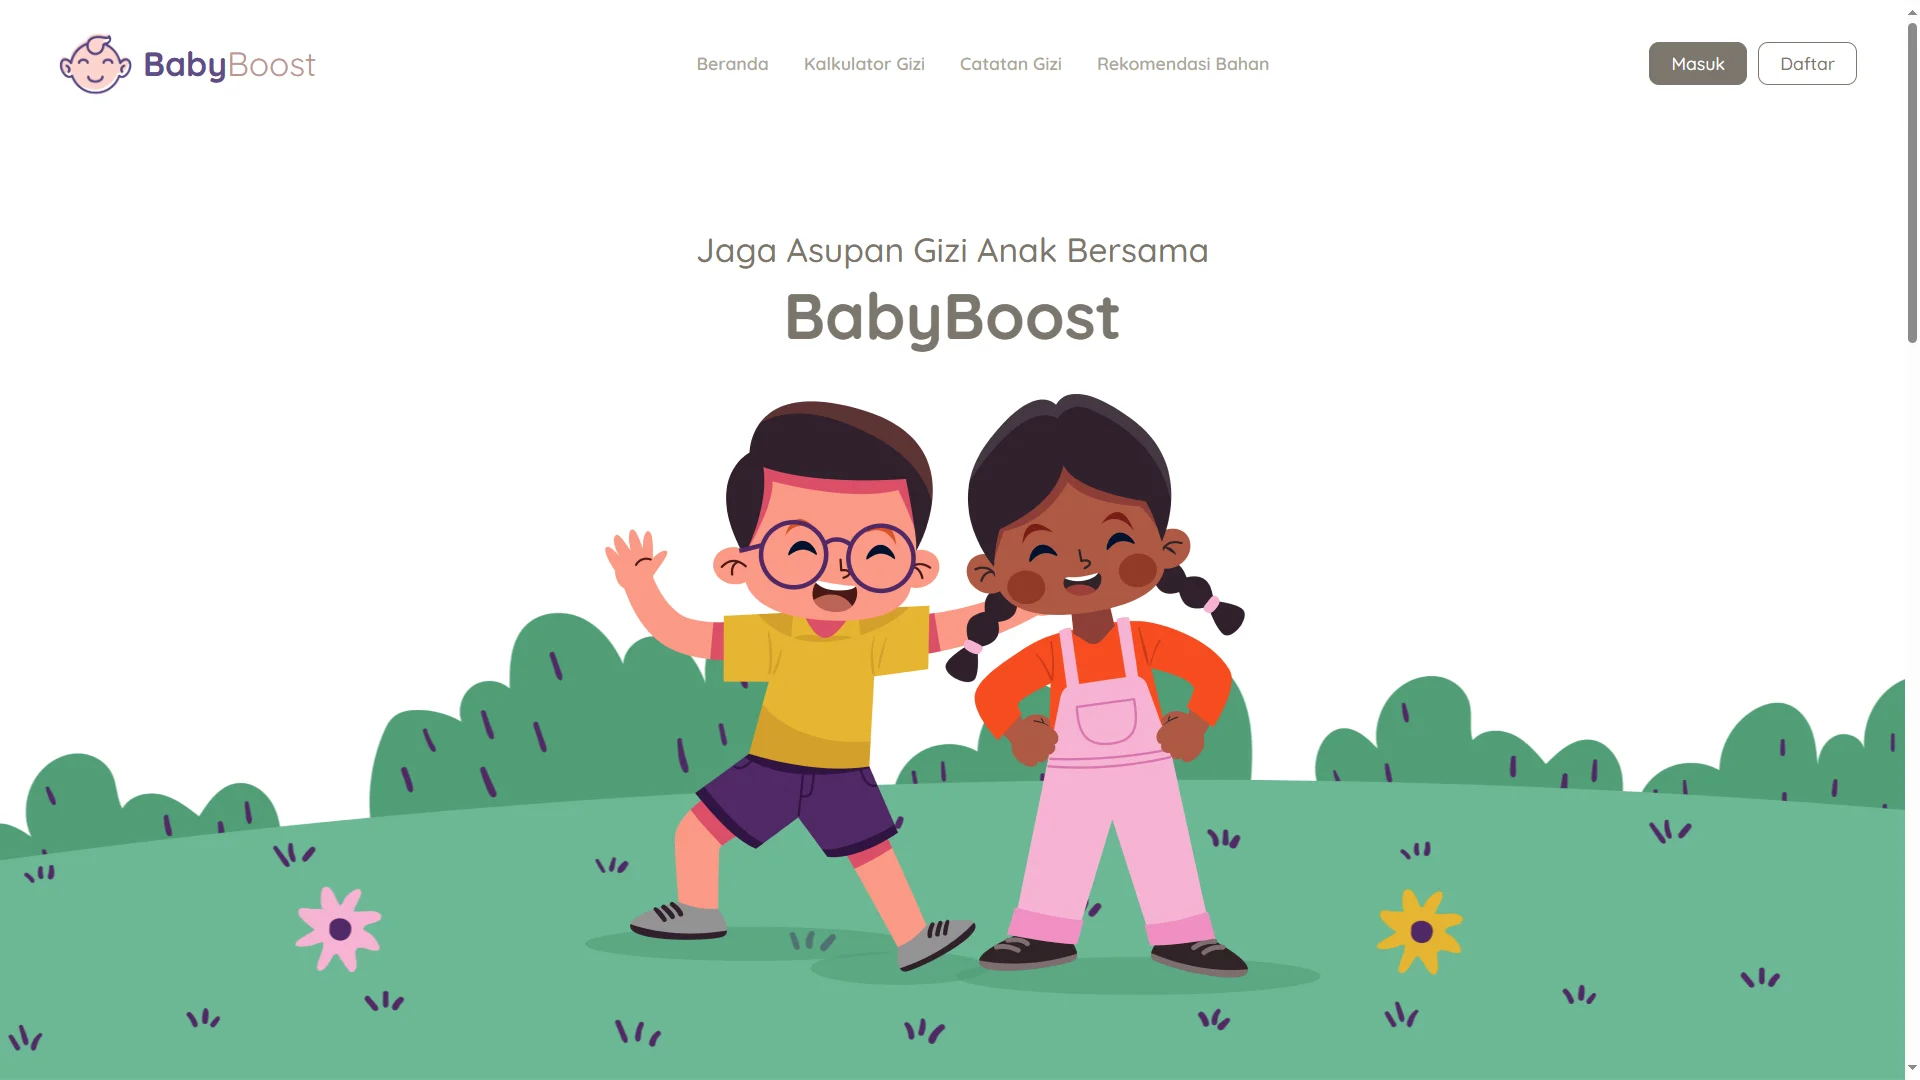 BabyBoost
Beranda Kalkulator Gizi Catatan Gizi Rekomendasi Bahan
Masuk Daftar
Jaga Asupan Gizi Anak Bersama
BabyBoost